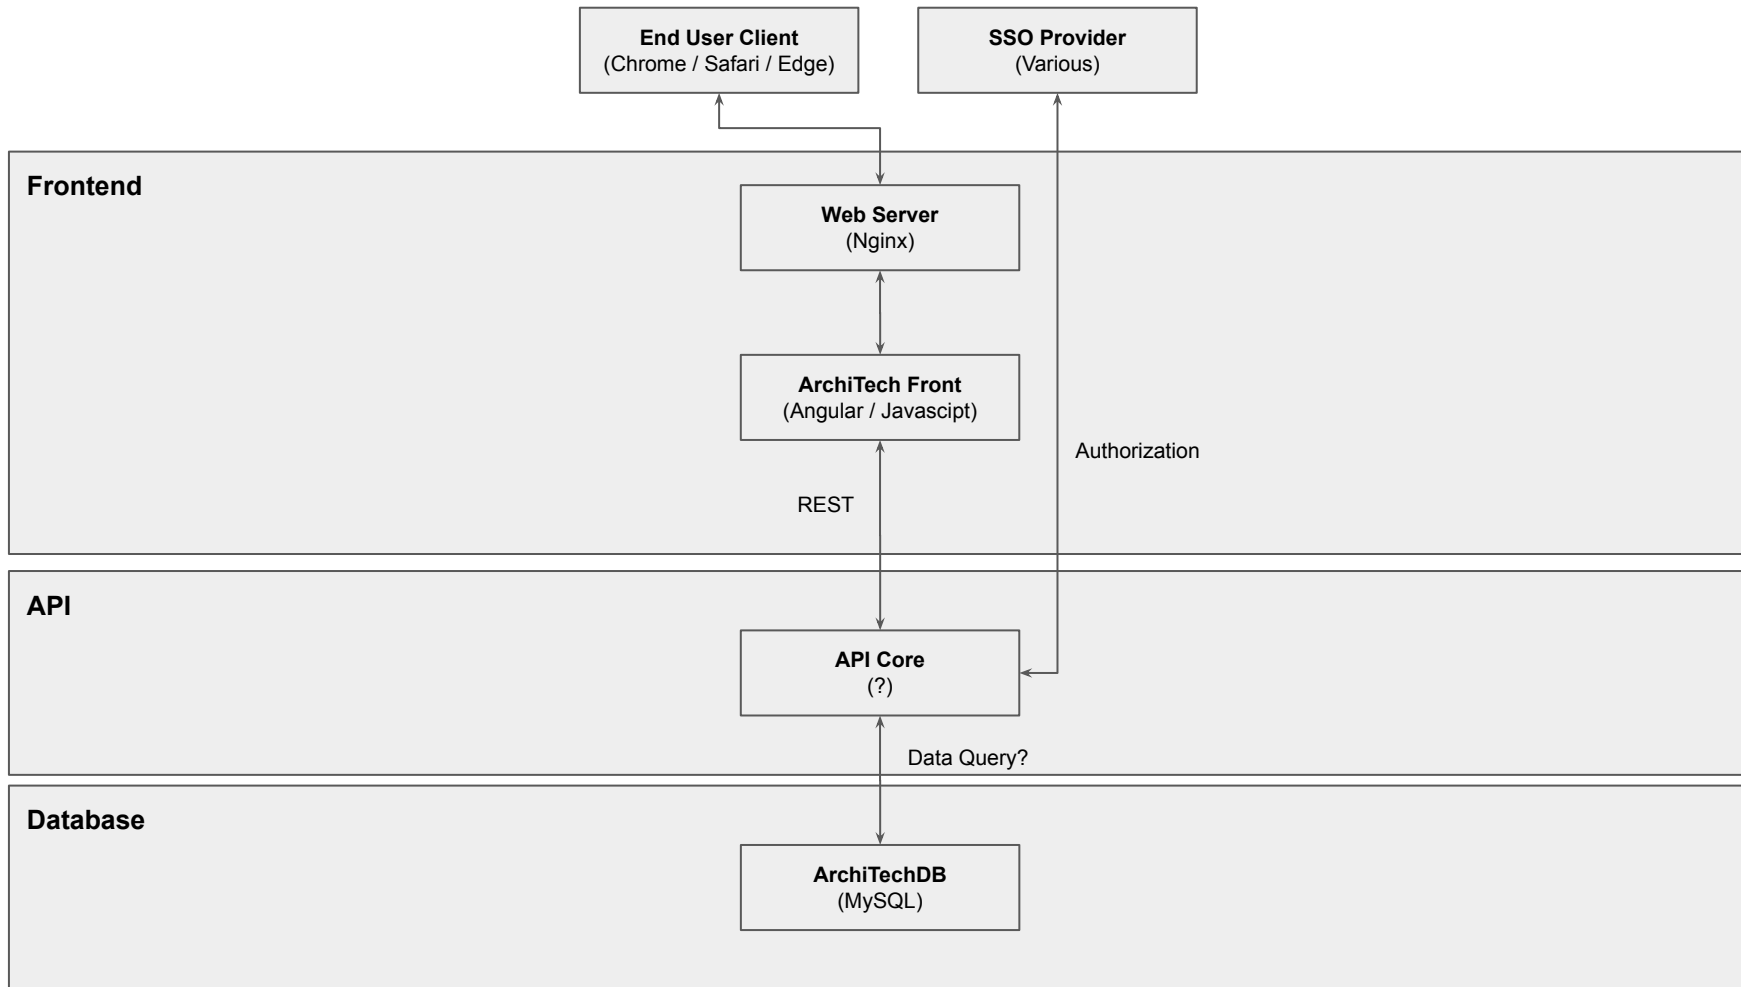 End User Client
(Chrome / Safari / Edge)
SSO Provider
(Various)
Frontend
Web Server
(Nginx)
ArchiTech Front
(Angular / Javascipt)
Authorization
REST
API
API Core
(?)
Data Query?
Database
ArchiTechDB
(MySQL)